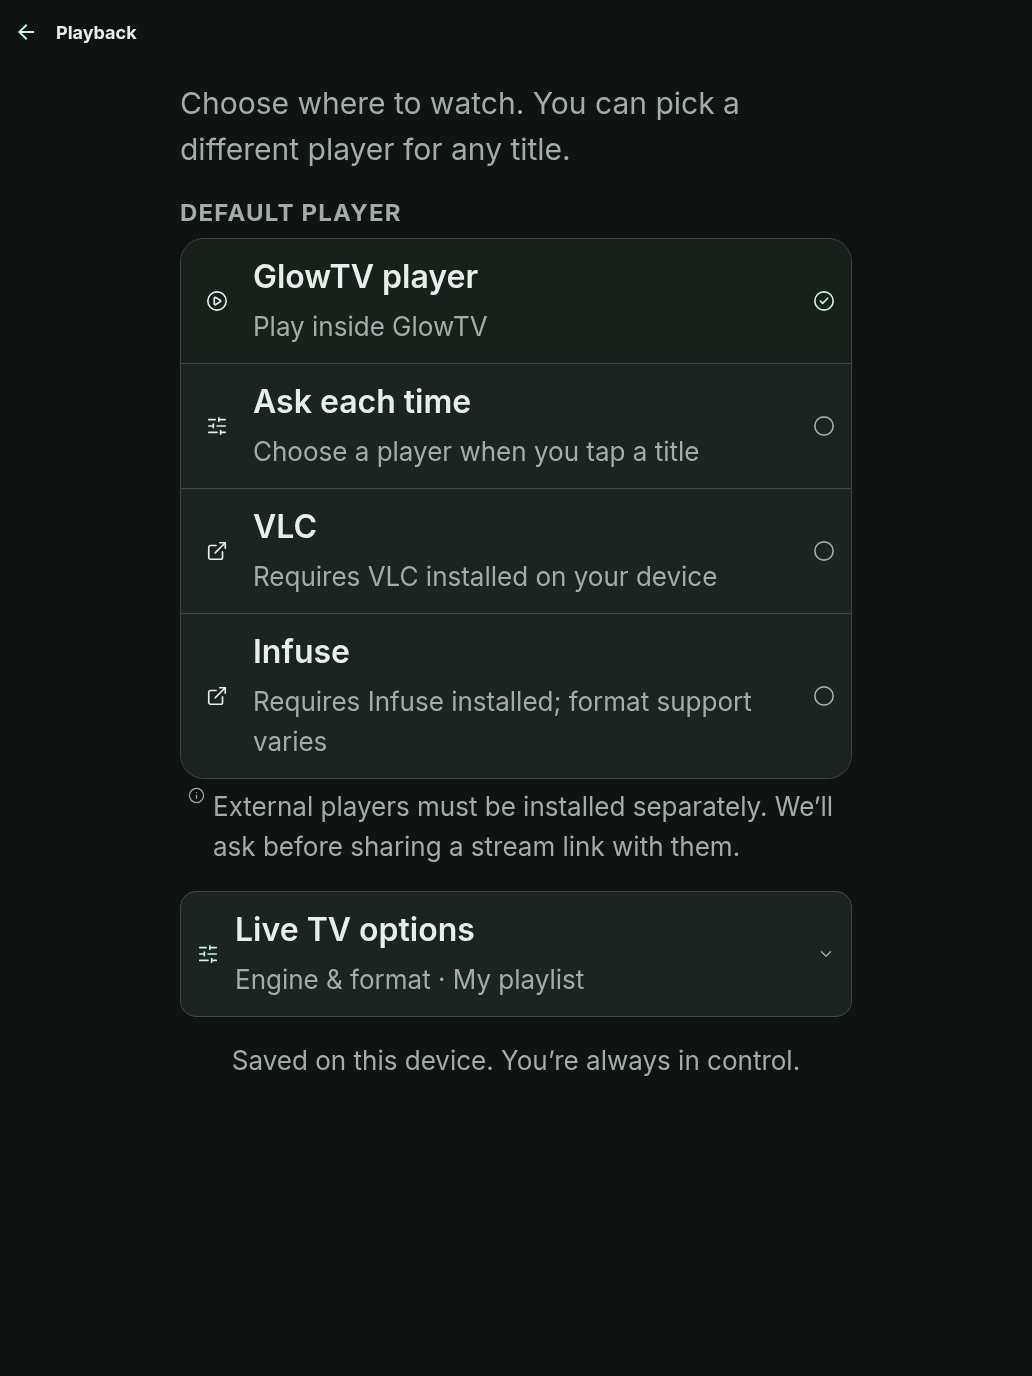 Playback
Choose where to watch. You can pick a
different player for any title.
DEFAULT PLAYER
GlowTV player
Play inside GlowTV
Ask each time
Choose a player when you tap a title
VLC
Requires VLC installed on your device
Infuse
Requires Infuse installed; format support
varies
External players must be installed separately. We’ll
ask before sharing a stream link with them.
Live TV options
Engine & format · My playlist
Saved on this device. You’re always in control.